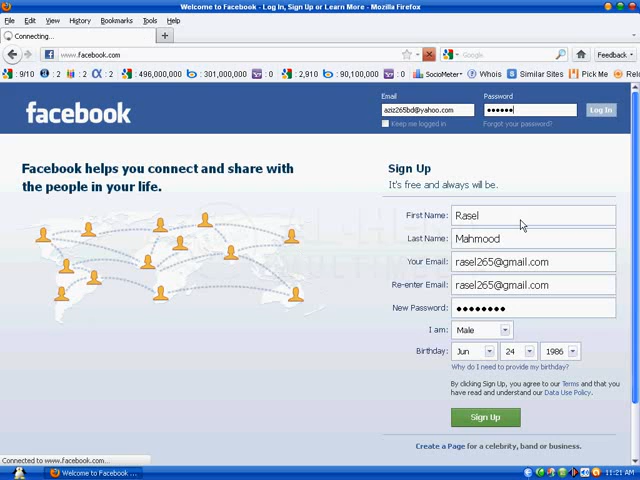 Welcome to Facebook - Log In, Sign Up or Learn More - Mozilla Firefox
File Edit View History Bookmarks Tools Help
Connecting...
www.facebook.com
Google
Feedback
: 9/10 : 2 : 2 : 496,000,000 : 301,000,000 : 0 : 2,910 : 90,100,000 : 0 SocioMeter Whois Similar Sites Pick Me
facebook
Email Password
aziz265bd@yahoo.com ●●●●●● Log In
Keep me logged in Forgot your password?
Facebook helps you connect and share with
the people in your life.
Sign Up
It's free and always will be.
First Name: Rasel
Last Name: Mahmood
Your Email: rasel265@gmail.com
Re-enter Email: rasel265@gmail.com
New Password: ●●●●●●●●
I am: Male
Birthday: Jun 24 1986
Why do I need to provide my birthday?
By clicking Sign Up, you agree to our Terms and that you
have read and understand our Data Use Policy.
Sign Up
Create a Page for a celebrity, band or business.
Connected to www.facebook.com...
Welcome to Facebook ...
11:21 AM